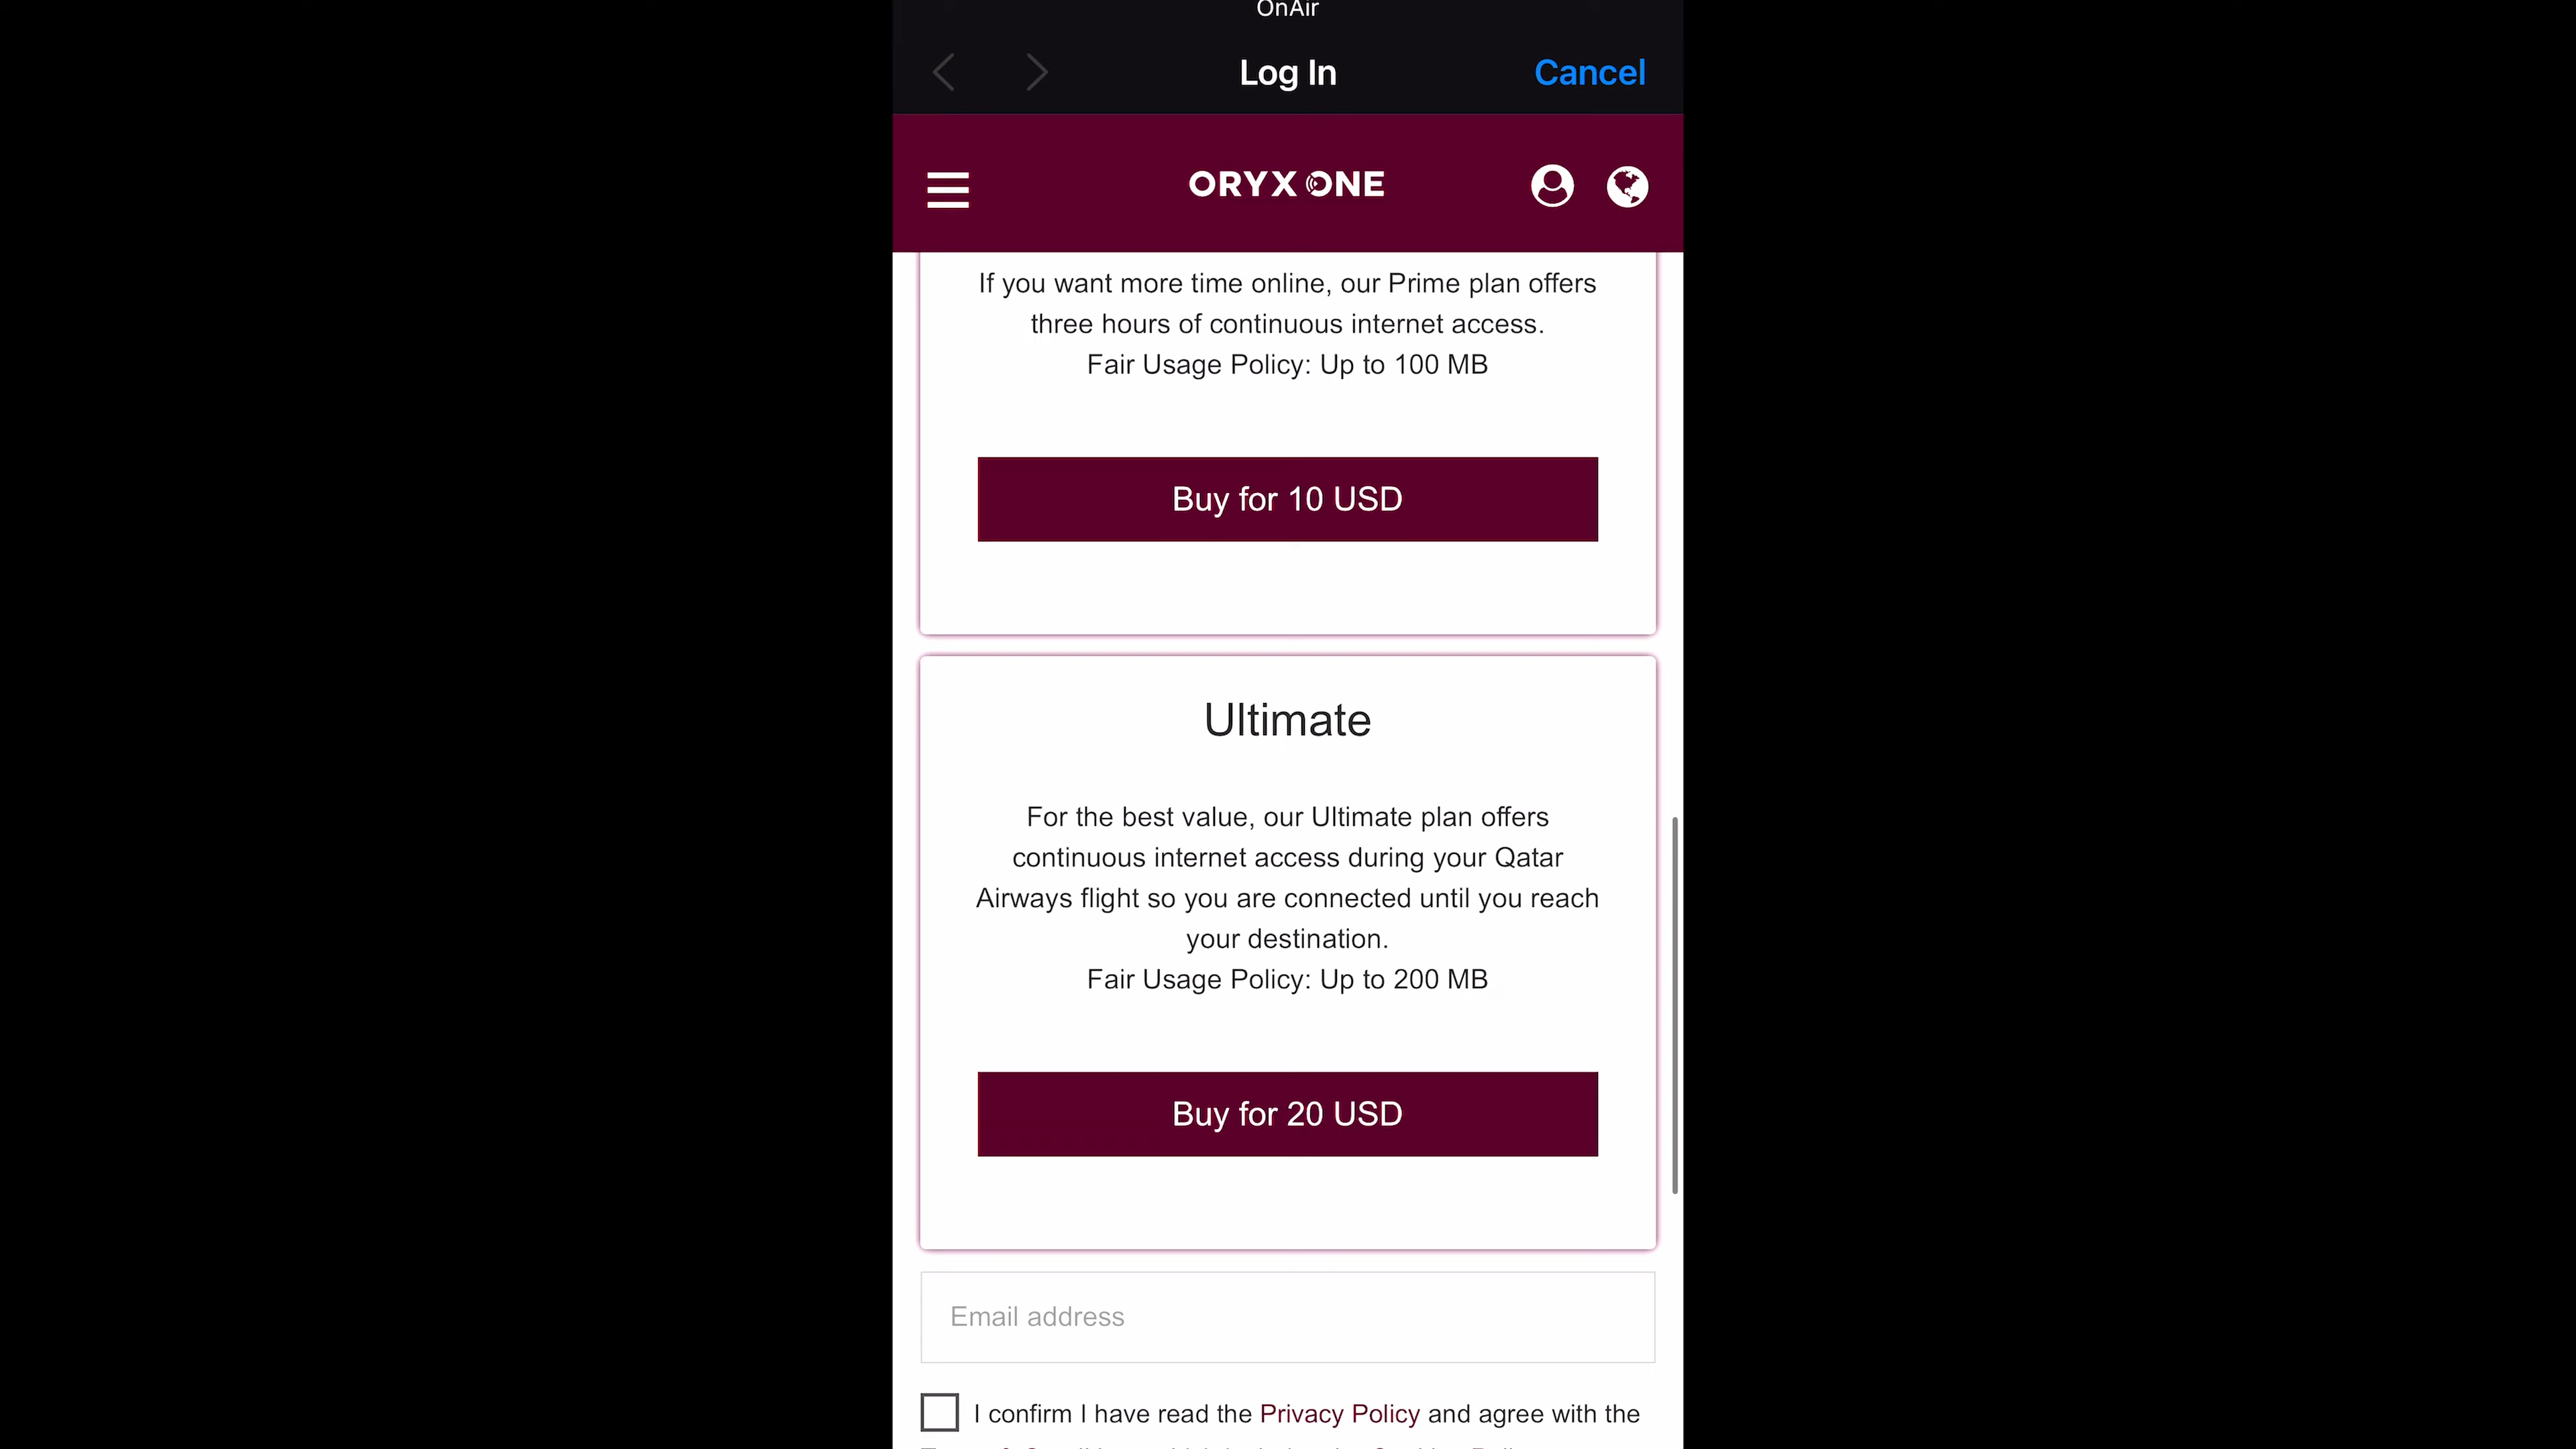 OnAir
Log In
Cancel
ORYX ONE
If you want more time online, our Prime plan offers
three hours of continuous internet access.
Fair Usage Policy: Up to 100 MB
Buy for 10 USD
Ultimate
For the best value, our Ultimate plan offers
continuous internet access during your Qatar
Airways flight so you are connected until you reach
your destination.
Fair Usage Policy: Up to 200 MB
Buy for 20 USD
Email address
I confirm I have read the Privacy Policy and agree with the